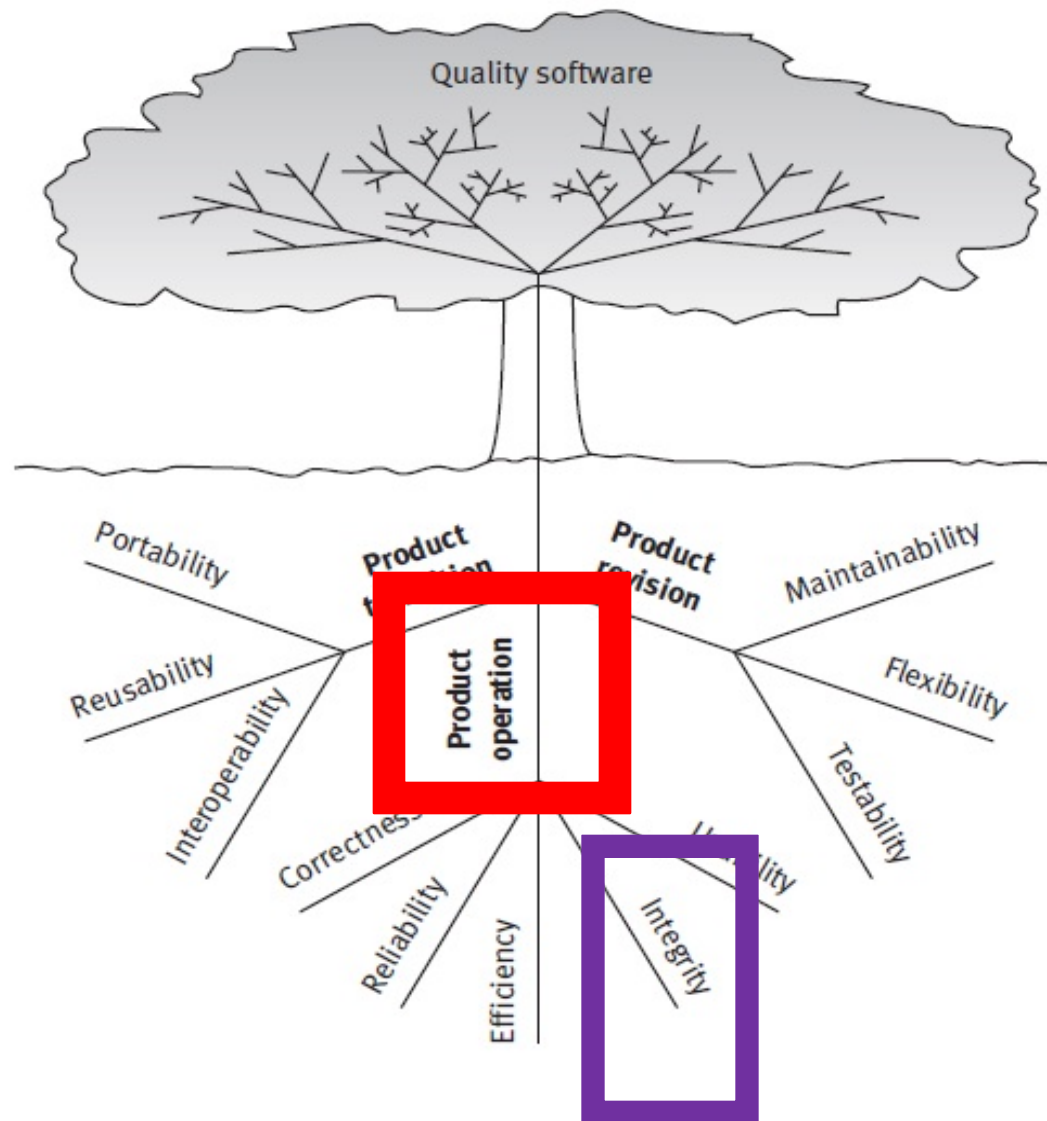 Quality software
Portability
Product
Product
revision
Maintainability
Reusability
Flexibility
Interoperability
Product
operation
Testability
Correctness
Reliability
Efficiency
Integrity